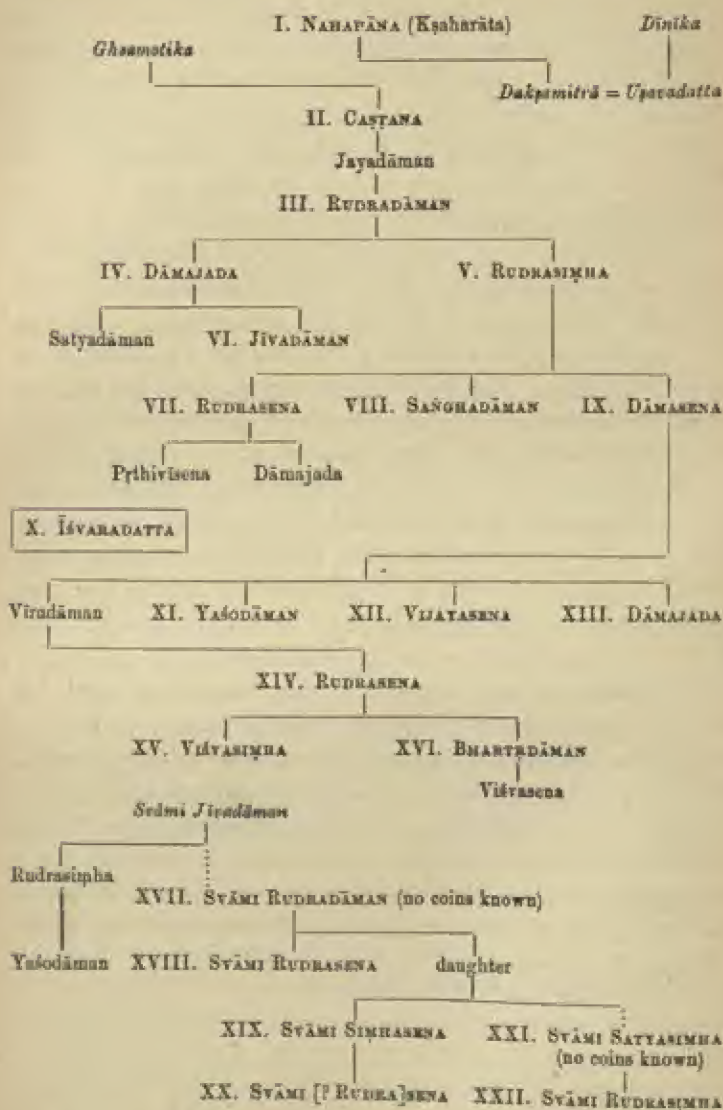 I. NAHAPĀNA (Kṣaharāta) Dīnīka
Ghsamotika
Dakṣamitrā = Uṣavadatta
II. CAṢṬANA
Jayadāman
III. RUDRADĀMAN
IV. DĀMAJADA V. RUDRASIṂHA
Satyadāman VI. JĪVADĀMAN
VII. RUDRASENA VIII. SAṄGHADĀMAN IX. DĀMASENA
Pṛthivīsena Dāmajada
X. ĪŚVARADATTA
Vīradāman XI. YAŚODĀMAN XII. VIJAYASENA XIII. DĀMAJADA
XIV. RUDRASENA
XV. VIŚVASIṂHA XVI. BHARTṚDĀMAN
Viśvasena
Svāmi Jīvadāman
Rudrasiṃha
XVII. SVĀMI RUDRADĀMAN (no coins known)
Yaśodāman XVIII. SVĀMI RUDRASENA daughter
XIX. SVĀMI SIṂHASENA XXI. SVĀMI SATYASIṂHA
(no coins known)
XX. SVĀMI [? RUDRA]SENA XXII. SVĀMI RUDRASIṂHA